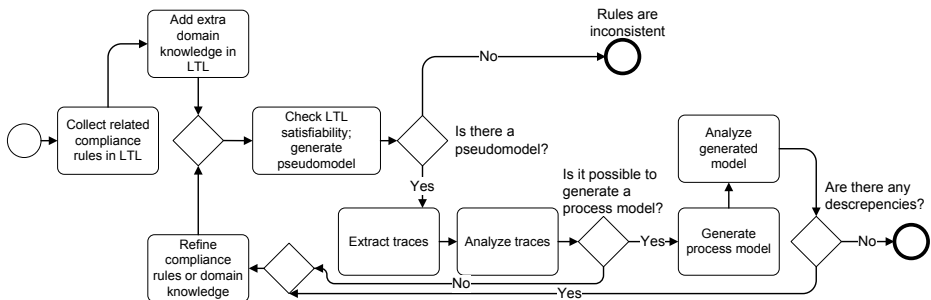 Add extra
domain
knowledge in
LTL
Rules are
inconsistent
No
Collect related
compliance
rules in LTL
Check LTL
satisfiability;
generate
pseudomodel
Is there a
pseudomodel?
Yes
Analyze
generated
model
Is it possible to
generate a
process model?
Are there any
descrepencies?
Extract traces
Analyze traces
Yes
Generate
process model
No
Refine
compliance
rules or domain
knowledge
No
Yes